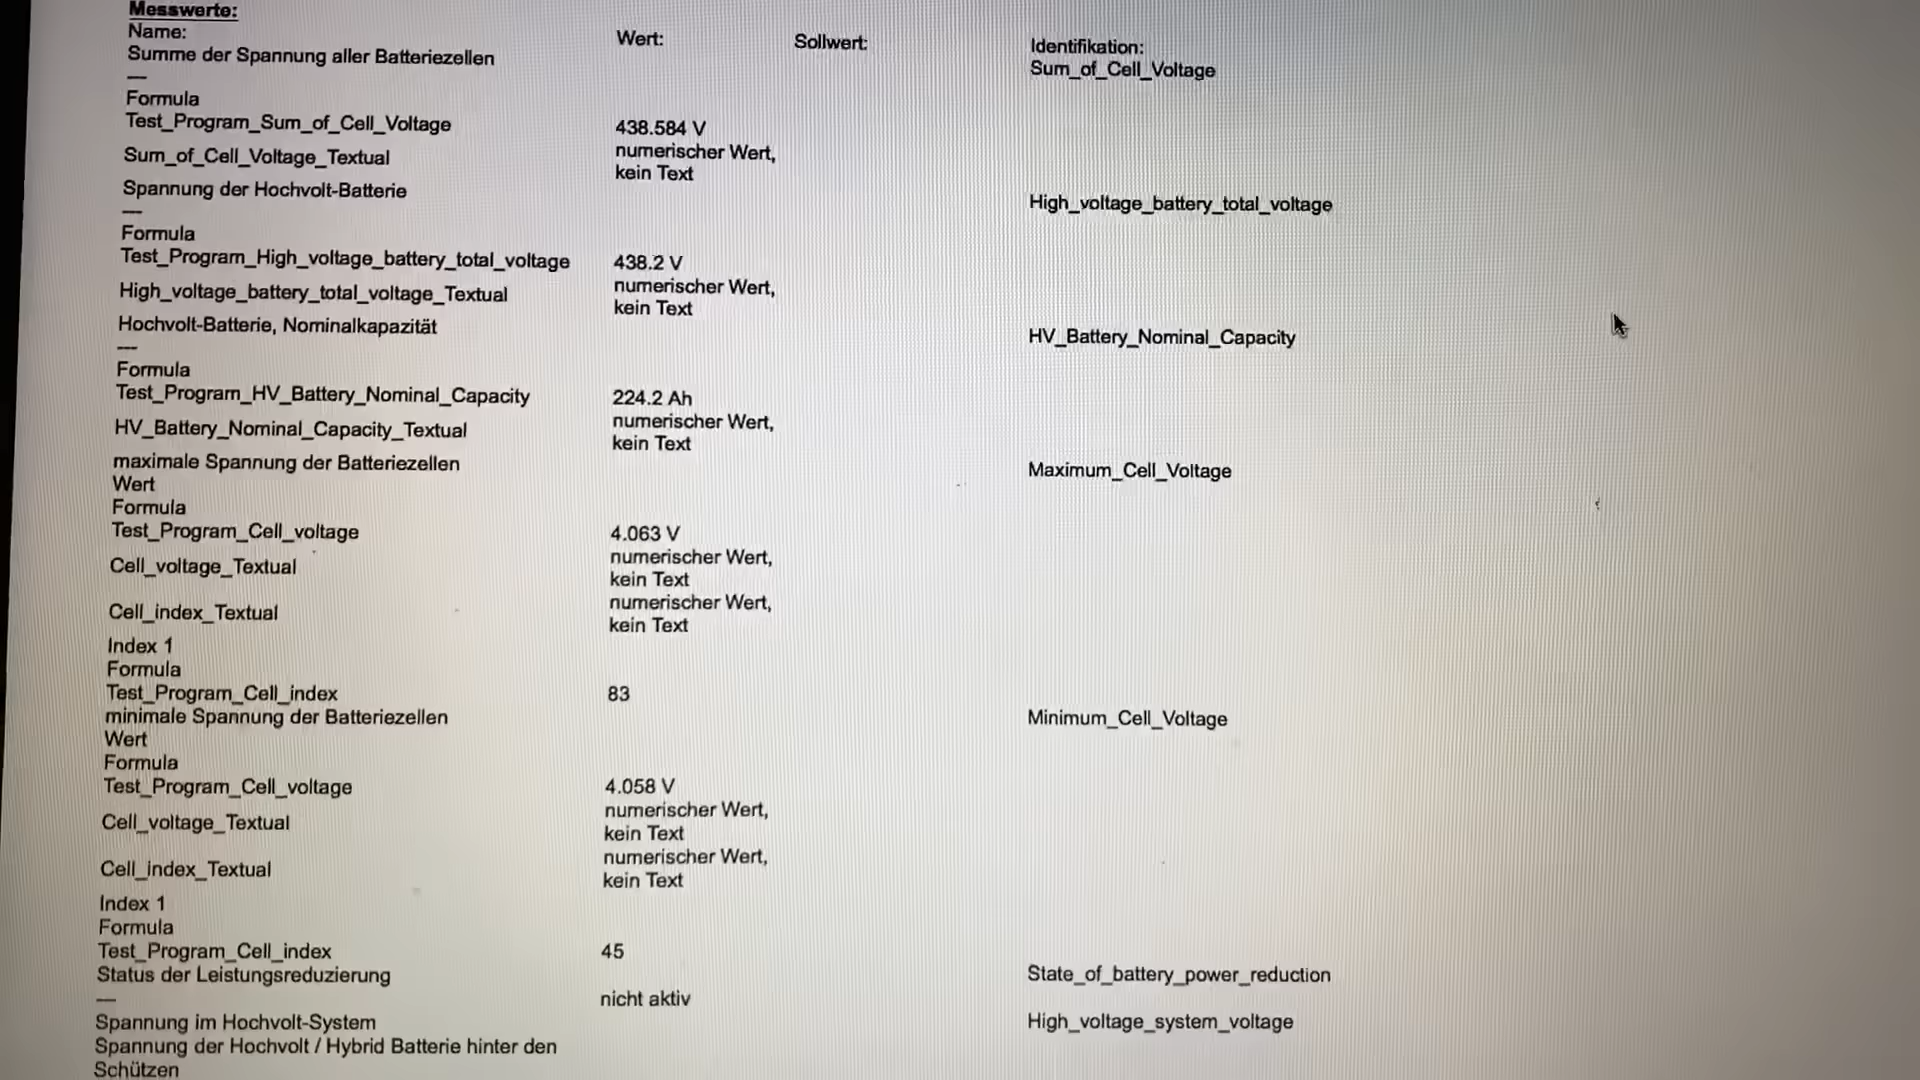 Messwerte:
Name: Wert: Sollwert: Identifikation:
Summe der Spannung aller Batteriezellen Sum_of_Cell_Voltage
---
Formula
Test_Program_Sum_of_Cell_Voltage 438.584 V
Sum_of_Cell_Voltage_Textual numerischer Wert,
kein Text
Spannung der Hochvolt-Batterie High_voltage_battery_total_voltage
---
Formula
Test_Program_High_voltage_battery_total_voltage 438.2 V
High_voltage_battery_total_voltage_Textual numerischer Wert,
kein Text
Hochvolt-Batterie, Nominalkapazität HV_Battery_Nominal_Capacity
---
Formula
Test_Program_HV_Battery_Nominal_Capacity 224.2 Ah
HV_Battery_Nominal_Capacity_Textual numerischer Wert,
kein Text
maximale Spannung der Batteriezellen Maximum_Cell_Voltage
Wert
Formula
Test_Program_Cell_voltage 4.063 V
Cell_voltage_Textual numerischer Wert,
kein Text
Cell_index_Textual numerischer Wert,
kein Text
Index 1
Formula
Test_Program_Cell_index 83
minimale Spannung der Batteriezellen Minimum_Cell_Voltage
Wert
Formula
Test_Program_Cell_voltage 4.058 V
Cell_voltage_Textual numerischer Wert,
kein Text
Cell_index_Textual numerischer Wert,
kein Text
Index 1
Formula
Test_Program_Cell_index 45
Status der Leistungsreduzierung State_of_battery_power_reduction
--- nicht aktiv
Spannung im Hochvolt-System High_voltage_system_voltage
Spannung der Hochvolt / Hybrid Batterie hinter den
Schützen